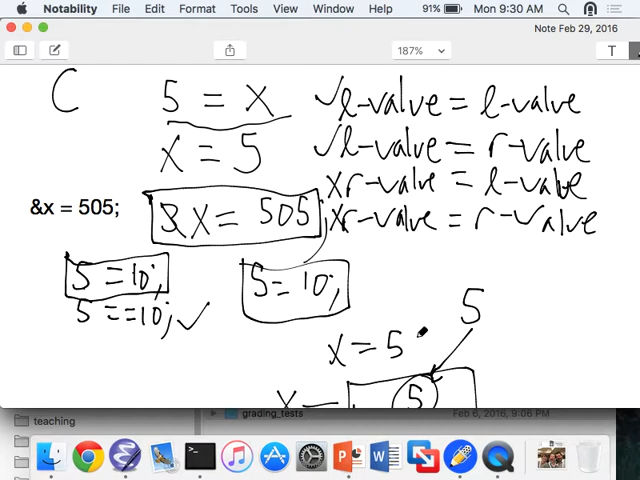 Notability File Edit View Tools Window Help 91% Mon 9:30 AM
Note Feb 29, 2016
187% T
C 5 = x ✓ l-value = l-value
x = 5 ✓ l-value = r-value
x r-value = l-value
&x = 505; &x = 505; x r-value = r-value
5 = 10; 5 = 10;
5 == 10; ✓
5
x = 5
x = 5
teaching grading_tests Feb 6, 2016, 9:06 PM